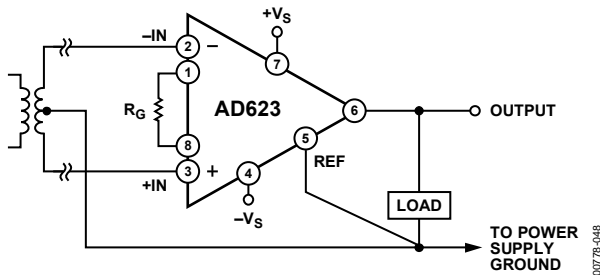 +VS
–IN
2
–
7
1
RG
AD623
6
OUTPUT
8
5
REF
3
+
4
+IN
LOAD
–VS
TO POWER
SUPPLY
GROUND
00778-048